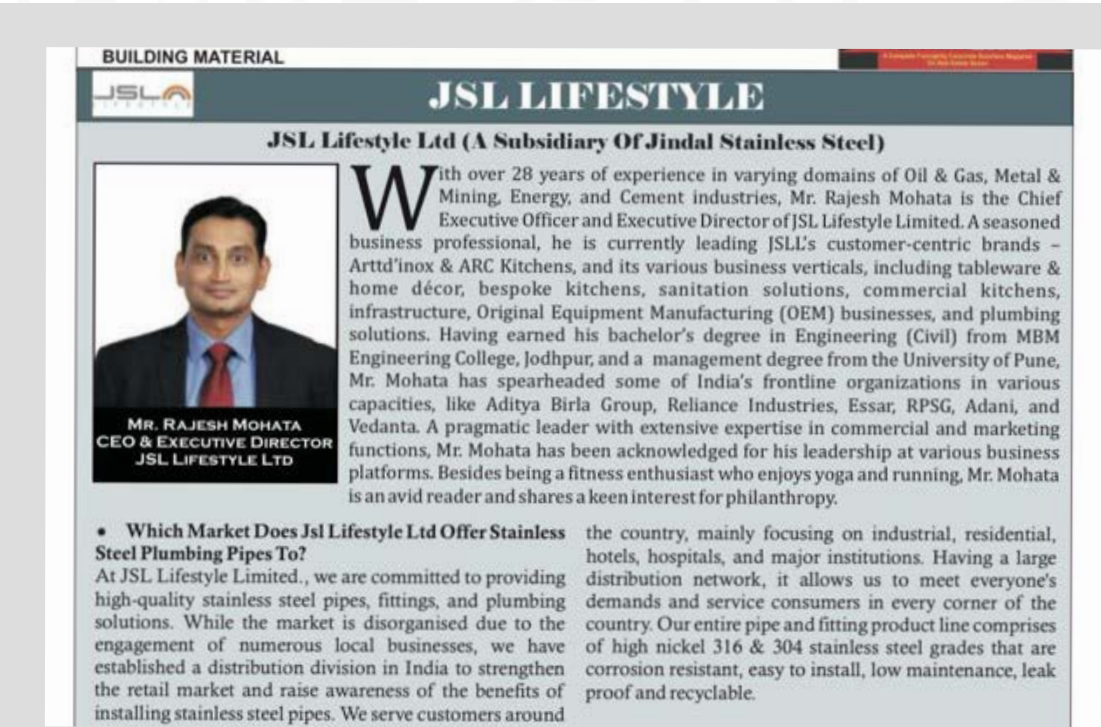 BUILDING MATERIAL
JSL
LIFESTYLE
JSL LIFESTYLE
JSL Lifestyle Ltd (A Subsidiary Of Jindal Stainless Steel)
With over 28 years of experience in varying domains of Oil & Gas, Metal &
Mining, Energy, and Cement industries, Mr. Rajesh Mohata is the Chief
Executive Officer and Executive Director of JSL Lifestyle Limited. A seasoned
business professional, he is currently leading JSLL's customer-centric brands –
Arttd'inox & ARC Kitchens, and its various business verticals, including tableware &
home décor, bespoke kitchens, sanitation solutions, commercial kitchens,
infrastructure, Original Equipment Manufacturing (OEM) businesses, and plumbing
solutions. Having earned his bachelor's degree in Engineering (Civil) from MBM
Engineering College, Jodhpur, and a management degree from the University of Pune,
Mr. Mohata has spearheaded some of India's frontline organizations in various
capacities, like Aditya Birla Group, Reliance Industries, Essar, RPSG, Adani, and
Vedanta. A pragmatic leader with extensive expertise in commercial and marketing
functions, Mr. Mohata has been acknowledged for his leadership at various business
platforms. Besides being a fitness enthusiast who enjoys yoga and running, Mr. Mohata
is an avid reader and shares a keen interest for philanthropy.
MR. RAJESH MOHATA
CEO & EXECUTIVE DIRECTOR
JSL LIFESTYLE LTD
• Which Market Does Jsl Lifestyle Ltd Offer Stainless
Steel Plumbing Pipes To?
At JSL Lifestyle Limited., we are committed to providing
high-quality stainless steel pipes, fittings, and plumbing
solutions. While the market is disorganised due to the
engagement of numerous local businesses, we have
established a distribution division in India to strengthen
the retail market and raise awareness of the benefits of
installing stainless steel pipes. We serve customers around
the country, mainly focusing on industrial, residential,
hotels, hospitals, and major institutions. Having a large
distribution network, it allows us to meet everyone's
demands and service consumers in every corner of the
country. Our entire pipe and fitting product line comprises
of high nickel 316 & 304 stainless steel grades that are
corrosion resistant, easy to install, low maintenance, leak
proof and recyclable.